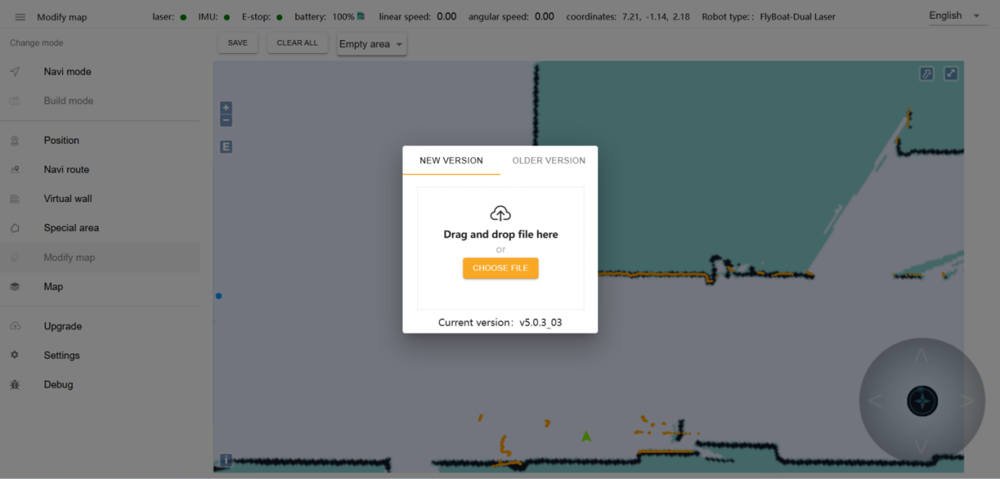 Modify map laser: IMU: E-stop: battery: 100% linear speed: 0.00 angular speed: 0.00 coordinates: 7.21, -1.14, 2.18 Robot type: : FlyBoat-Dual Laser English
Change mode
SAVE CLEAR ALL Empty area
Navi mode
Build mode
Position
Navi route
Virtual wall
Special area
Modify map
Map
Upgrade
Settings
Debug
+
−
E
NEW VERSION OLDER VERSION
Drag and drop file here
or
CHOOSE FILE
Current version: v5.0.3_03
i